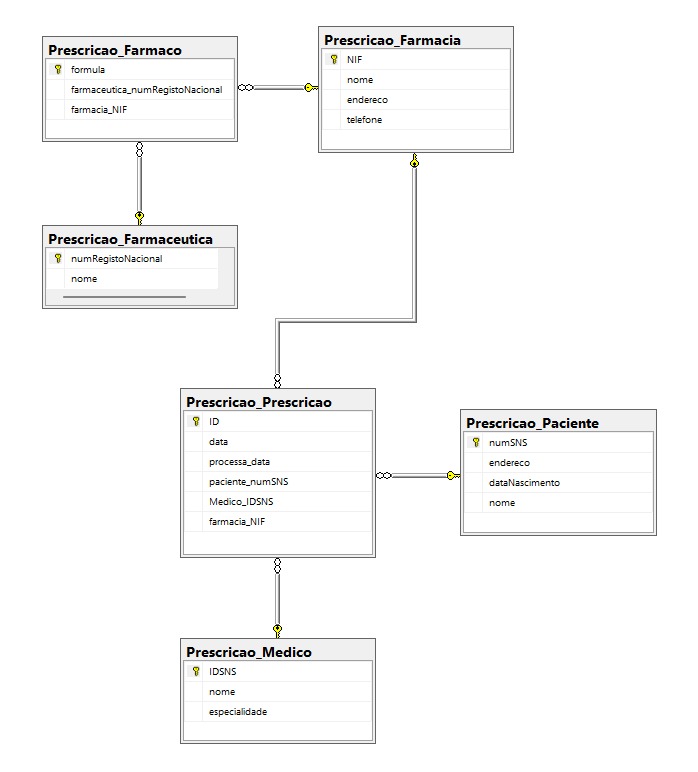 Prescricao_Farmaco
formula
farmaceutica_numRegistoNacional
farmacia_NIF
Prescricao_Farmacia
NIF
nome
endereco
telefone
Prescricao_Farmaceutica
numRegistoNacional
nome
Prescricao_Prescricao
ID
data
processa_data
paciente_numSNS
Medico_IDSNS
farmacia_NIF
Prescricao_Paciente
numSNS
endereco
dataNascimento
nome
Prescricao_Medico
IDSNS
nome
especialidade